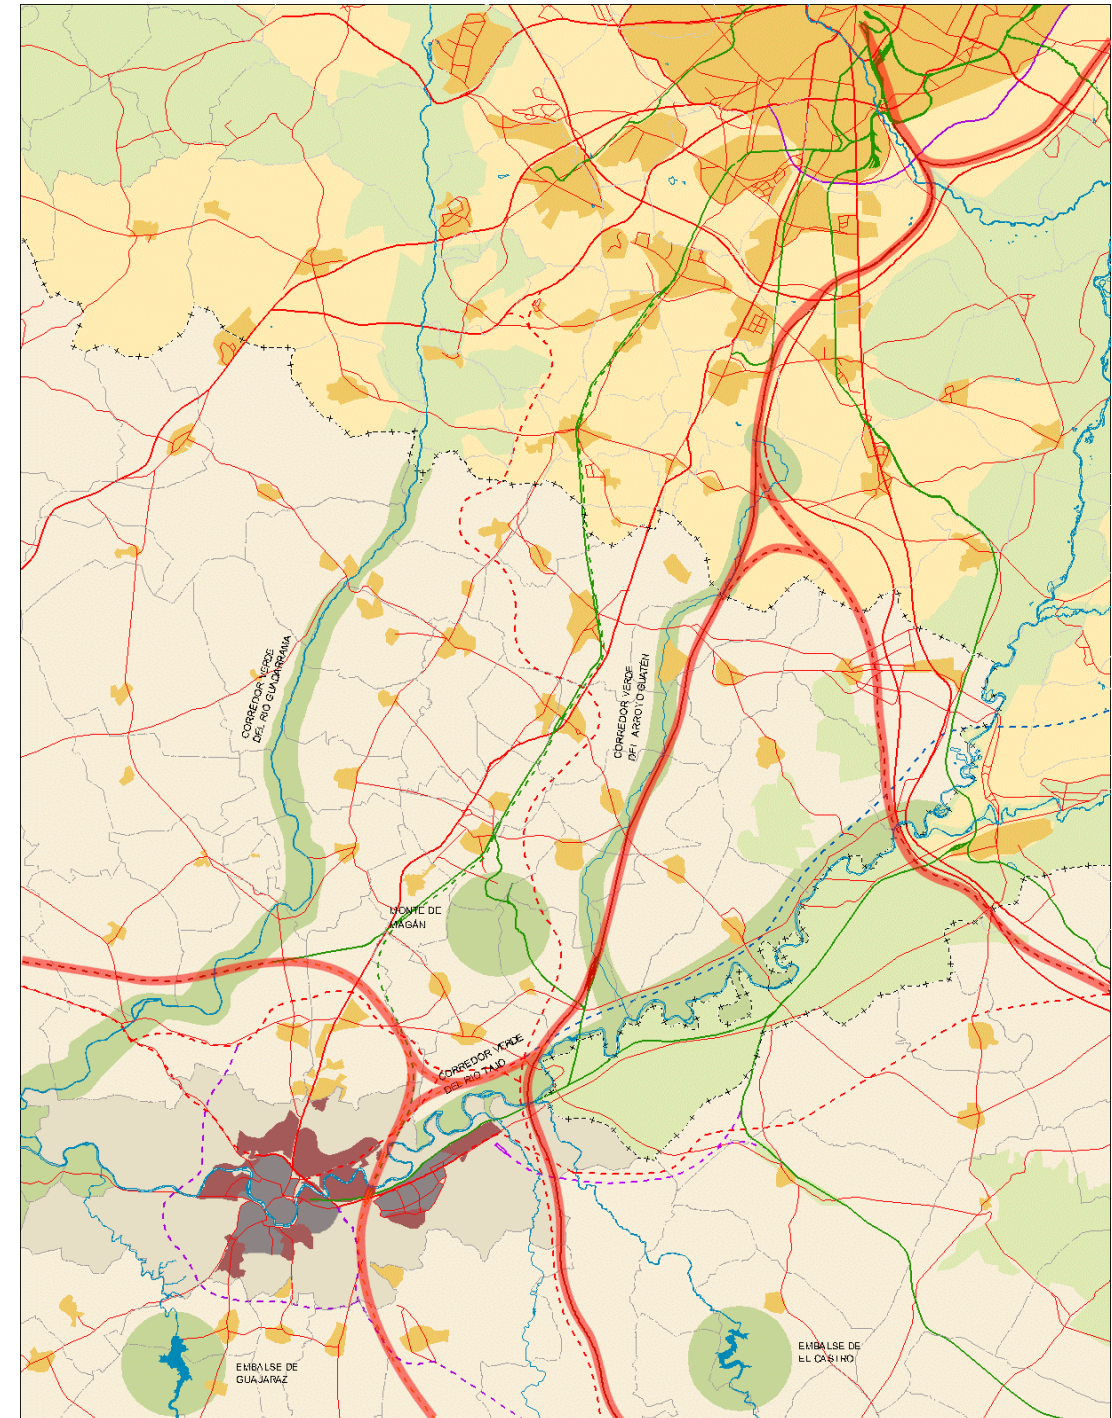 CORREDOR VERDE
DEL RIO GUADARRAMA
CORREDOR VERDE
DEL ARROYO GUATÉN
MONTE DE
MAGÁN
CORREDOR VERDE
DEL RIO TAJO
EMBALSE DE
GUAJARAZ
EMBALSE DE
EL CASTRO